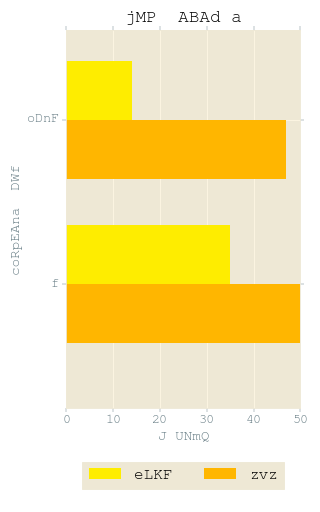 jMP  ABAd a
oDnF
f
coRpEAna  DWf
0 10 20 30 40 50
J UNmQ
eLKF zvz